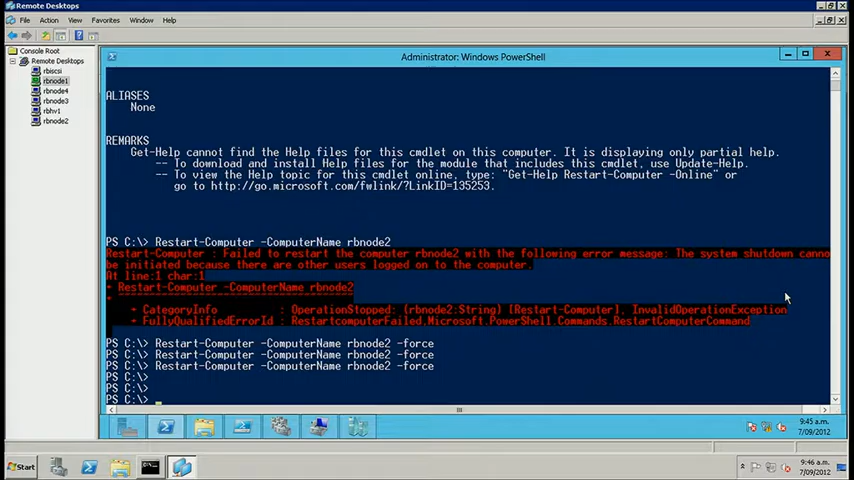 Remote Desktops
File Action View Favorites Window Help
Console Root
Remote Desktops
rbiscsi
rbnode1
rbnode4
rbnode3
rbhv1
rbnode2
Administrator: Windows PowerShell
ALIASES
None
REMARKS
Get-Help cannot find the Help files for this cmdlet on this computer. It is displaying only partial help.
-- To download and install Help files for the module that includes this cmdlet, use Update-Help.
-- To view the Help topic for this cmdlet online, type: "Get-Help Restart-Computer -Online" or
go to http://go.microsoft.com/fwlink/?LinkID=135253.
PS C:\> Restart-Computer -ComputerName rbnode2
Restart-Computer : Failed to restart the computer rbnode2 with the following error message: The system shutdown canno
be initiated because there are other users logged on to the computer.
At line:1 char:1
+ Restart-Computer -ComputerName rbnode2
+ ~~~~~~~~~~~~~~~~~~~~~~~~~~~~~~~~~~~~~~
+ CategoryInfo : OperationStopped: (rbnode2:String) [Restart-Computer], InvalidOperationException
+ FullyQualifiedErrorId : RestartcomputerFailed,Microsoft.PowerShell.Commands.RestartComputerCommand
PS C:\> Restart-Computer -ComputerName rbnode2 -force
PS C:\> Restart-Computer -ComputerName rbnode2 -force
PS C:\> Restart-Computer -ComputerName rbnode2 -force
PS C:\>
PS C:\>
PS C:\> _
9:45 a.m.
7/09/2012
Start
9:46 a.m.
7/09/2012